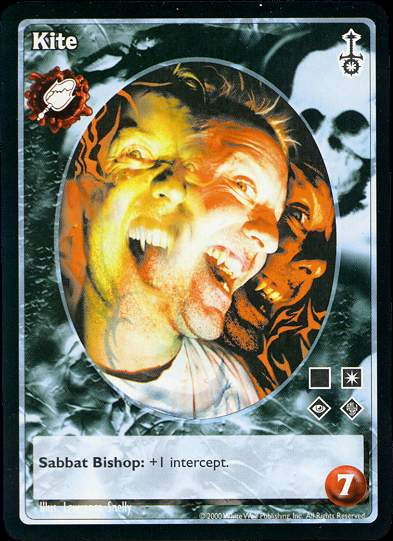 Kite
Sabbat Bishop: +1 intercept.
Illus. Lawrence Snelly
7
© 2000 White Wolf Publishing, Inc. All Rights Reserved